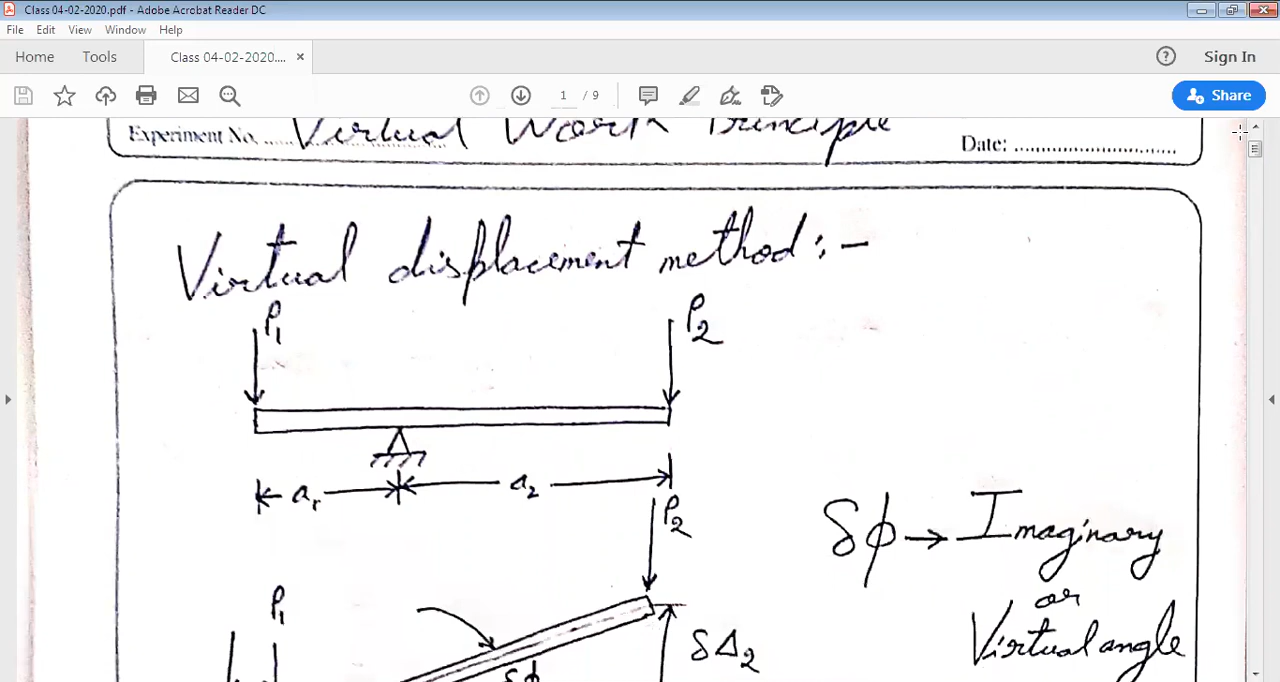 Class 04-02-2020.pdf - Adobe Acrobat Reader DC
File Edit View Window Help
Home Tools Class 04-02-2020.... × ? Sign In
1 / 9 Share
Experiment No. ...... Virtual Work Principle
Date: ............................
Virtual displacement method :-
P1 P2
a1 a2
P2
δϕ → Imaginary
or
P1
Virtual angle
δΔ2
δϕ